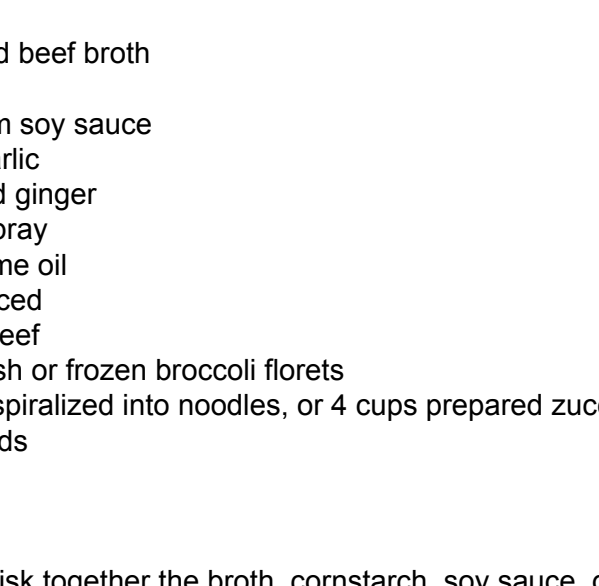 d beef broth
m soy sauce
arlic
d ginger
pray
me oil
ced
eef
sh or frozen broccoli florets
spiralized into noodles, or 4 cups prepared zuc
ds
isk together the broth, cornstarch, soy sauce,